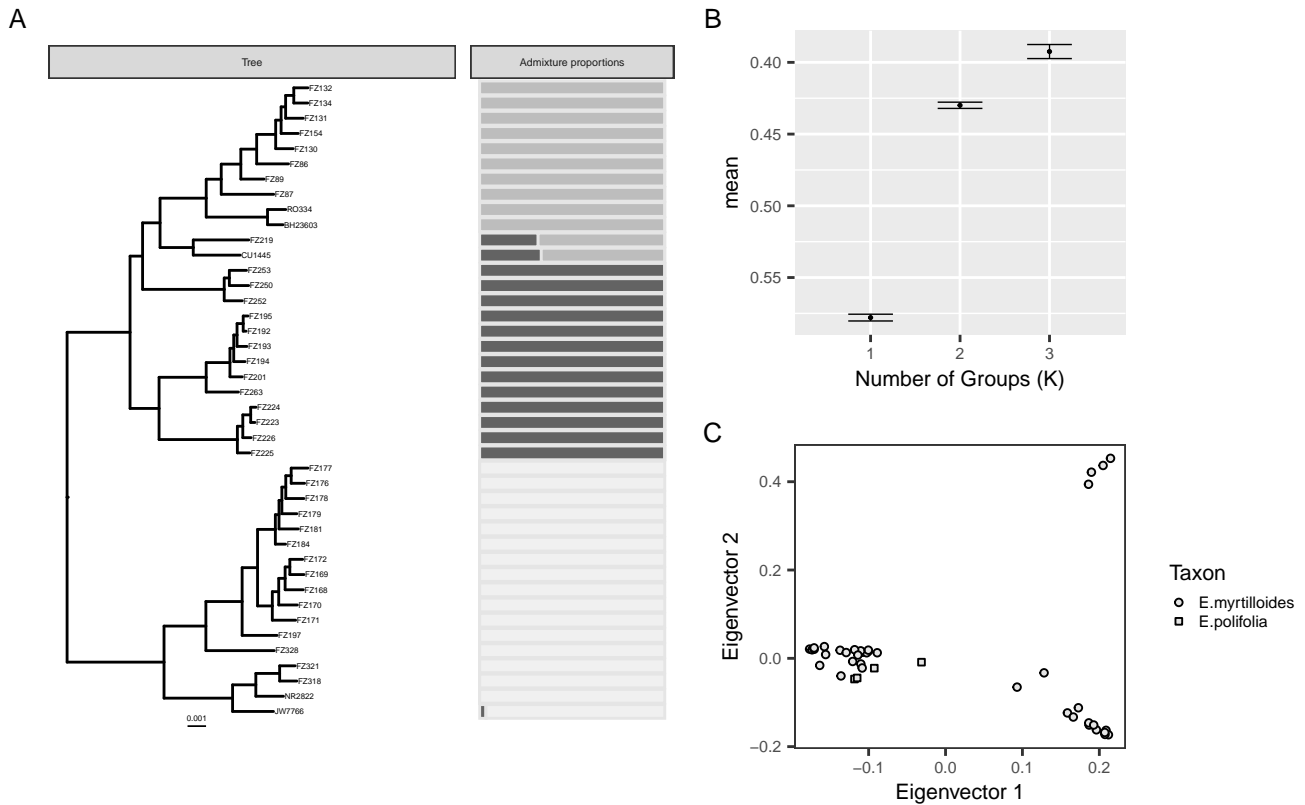 A
Tree
Admixture proportions
FZ132
FZ134
FZ131
FZ154
FZ130
FZ86
FZ89
FZ87
RO334
BH23603
FZ219
CU1445
FZ253
FZ250
FZ252
FZ195
FZ192
FZ193
FZ194
FZ201
FZ263
FZ224
FZ223
FZ226
FZ225
FZ177
FZ176
FZ178
FZ179
FZ181
FZ184
FZ172
FZ169
FZ168
FZ170
FZ171
FZ197
FZ328
FZ321
FZ318
NR2822
JW7766
0.001
B
mean
0.40
0.45
0.50
0.55
1 2 3
Number of Groups (K)
C
Eigenvector 2
0.4
0.2
0.0
−0.2
−0.1 0.0 0.1 0.2
Eigenvector 1
Taxon
E.myrtilloides
E.polifolia